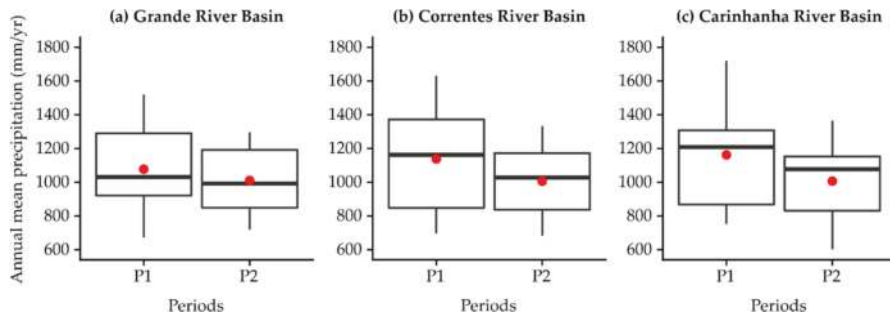 (a) Grande River Basin
(b) Correntes River Basin
(c) Carinhanha River Basin
Annual mean precipitation (mm/yr)
1800
1600
1400
1200
1000
800
600
P1 P2
Periods
1800
1600
1400
1200
1000
800
600
P1 P2
Periods
1800
1600
1400
1200
1000
800
600
P1 P2
Periods